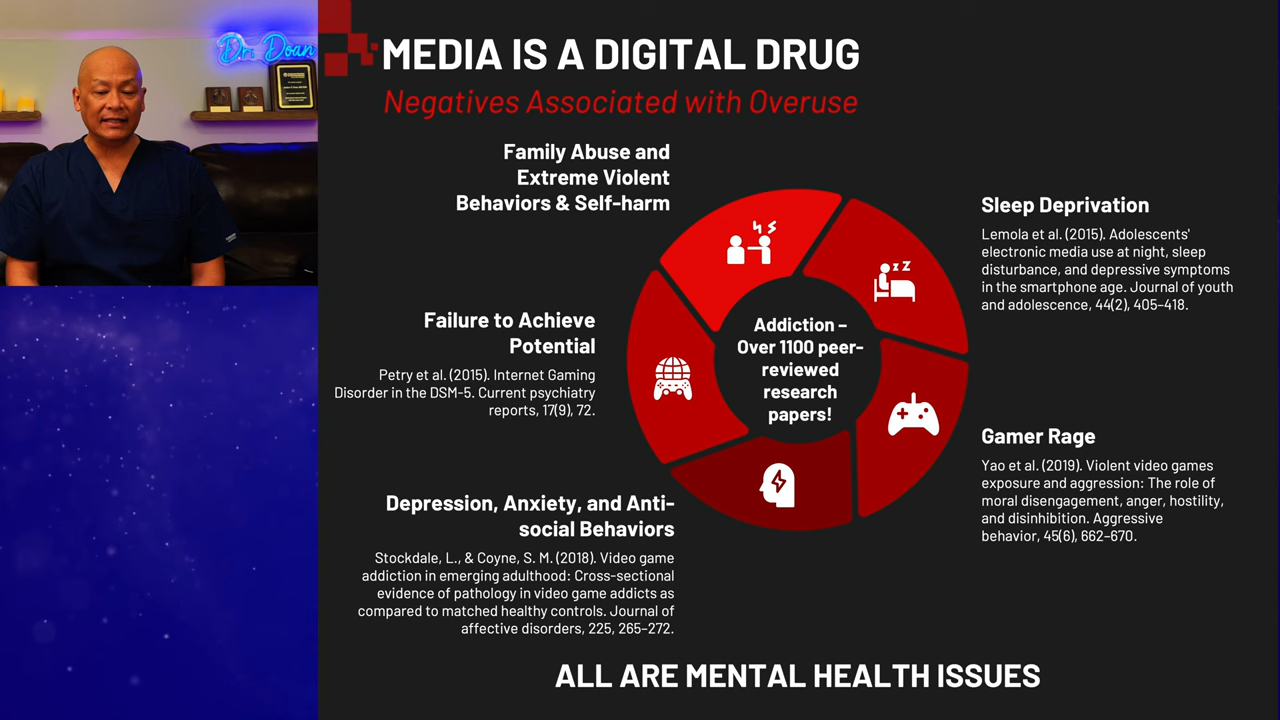 Dr. Doan
MEDIA IS A DIGITAL DRUG
Negatives Associated with Overuse
Family Abuse and
Extreme Violent
Behaviors & Self-harm
Failure to Achieve
Potential
Petry et al. (2015). Internet Gaming
Disorder in the DSM-5. Current psychiatry
reports, 17(9), 72.
Depression, Anxiety, and Anti-
social Behaviors
Stockdale, L., & Coyne, S. M. (2018). Video game
addiction in emerging adulthood: Cross-sectional
evidence of pathology in video game addicts as
compared to matched healthy controls. Journal of
affective disorders, 225, 265–272.
z Z
Addiction –
Over 1100 peer-
reviewed
research
papers!
Sleep Deprivation
Lemola et al. (2015). Adolescents'
electronic media use at night, sleep
disturbance, and depressive symptoms
in the smartphone age. Journal of youth
and adolescence, 44(2), 405–418.
Gamer Rage
Yao et al. (2019). Violent video games
exposure and aggression: The role of
moral disengagement, anger, hostility,
and disinhibition. Aggressive
behavior, 45(6), 662–670.
ALL ARE MENTAL HEALTH ISSUES